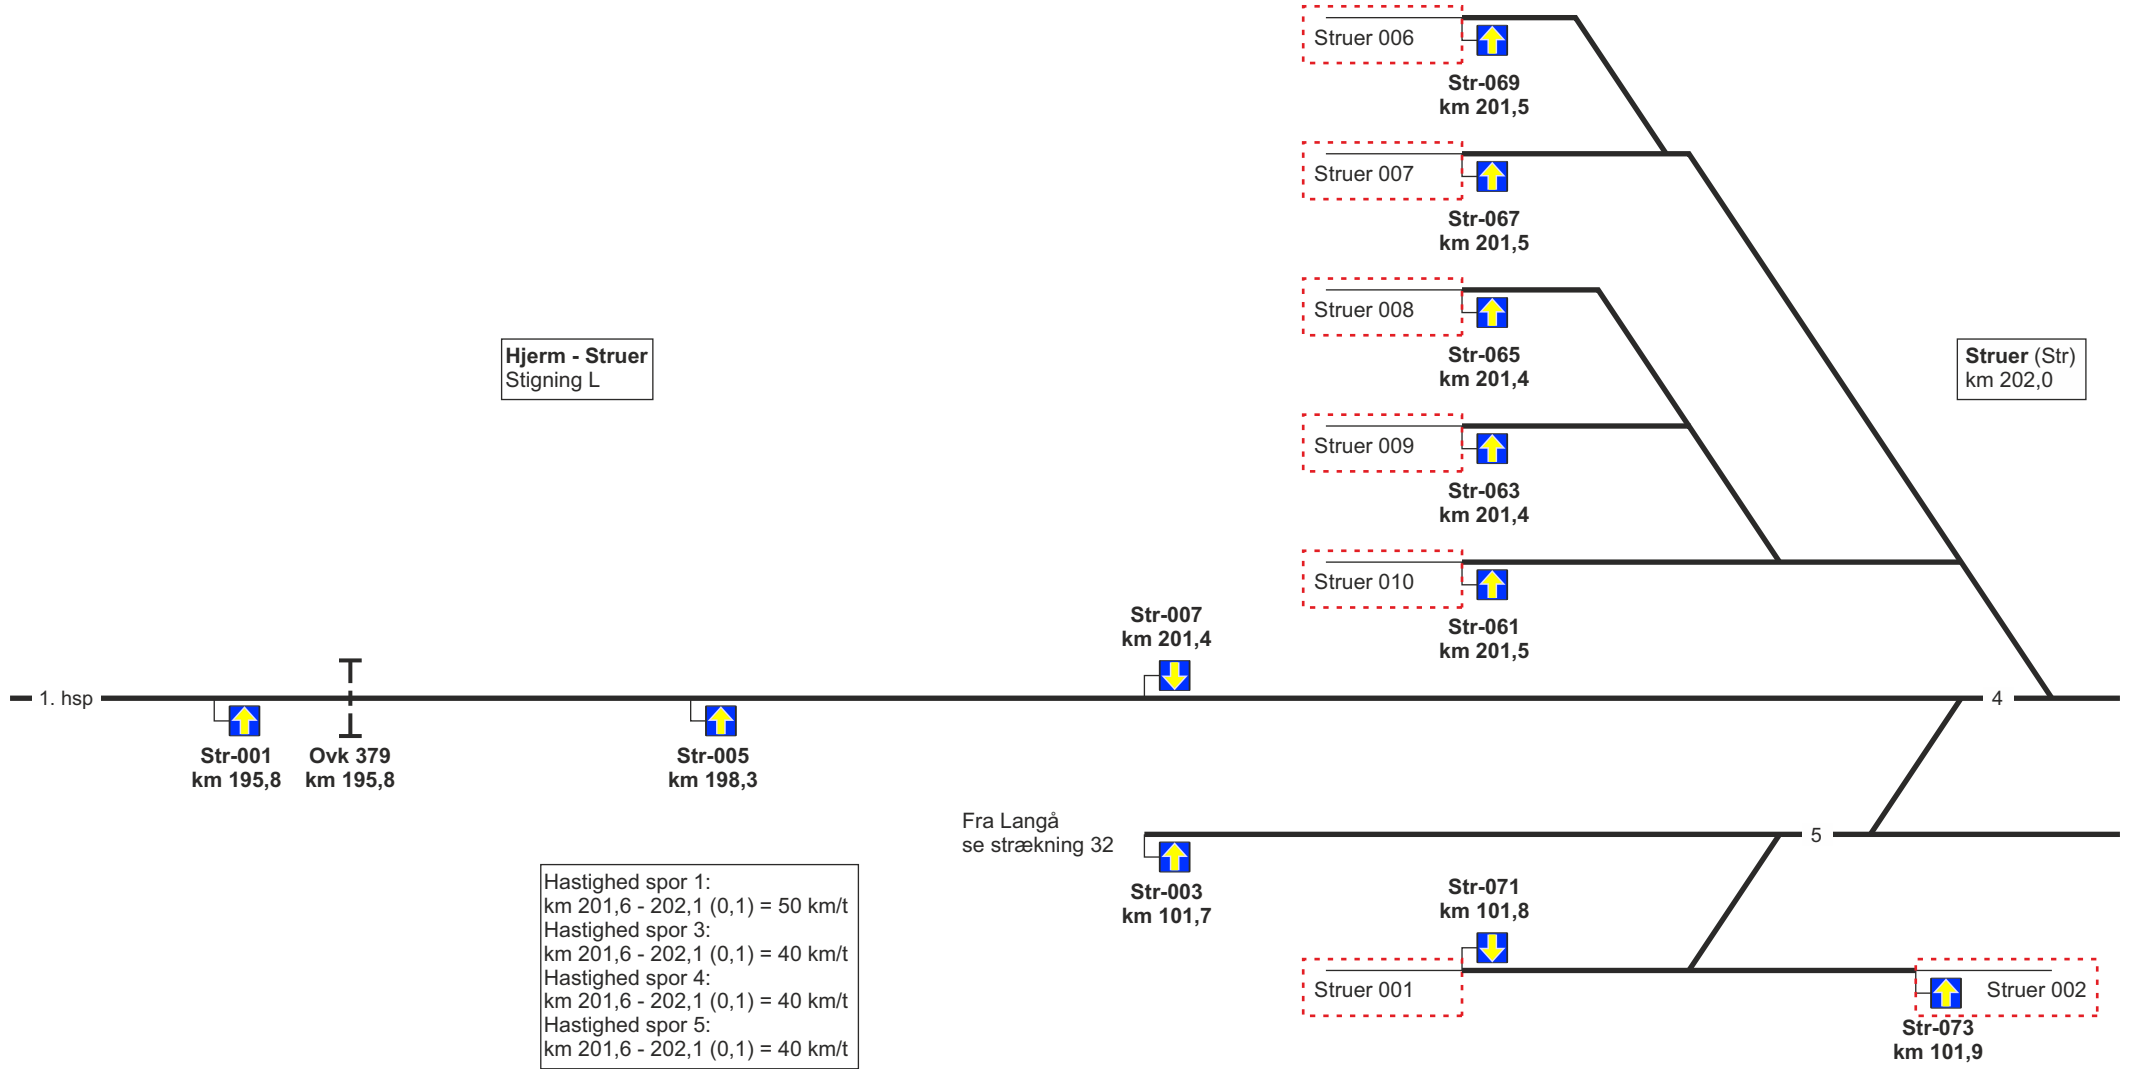 Struer 006
Str-069
km 201,5
Struer 007
Str-067
km 201,5
Struer 008
Str-065
km 201,4
Hjerm - Struer
Stigning L
Struer (Str)
km 202,0
Struer 009
Str-063
km 201,4
Struer 010
Str-061
km 201,5
Str-007
km 201,4
1. hsp
4
Str-001
km 195,8
Ovk 379
km 195,8
Str-005
km 198,3
Fra Langå
se strækning 32
5
Str-003
km 101,7
Str-071
km 101,8
Hastighed spor 1:
km 201,6 - 202,1 (0,1) = 50 km/t
Hastighed spor 3:
km 201,6 - 202,1 (0,1) = 40 km/t
Hastighed spor 4:
km 201,6 - 202,1 (0,1) = 40 km/t
Hastighed spor 5:
km 201,6 - 202,1 (0,1) = 40 km/t
Struer 001
Struer 002
Str-073
km 101,9